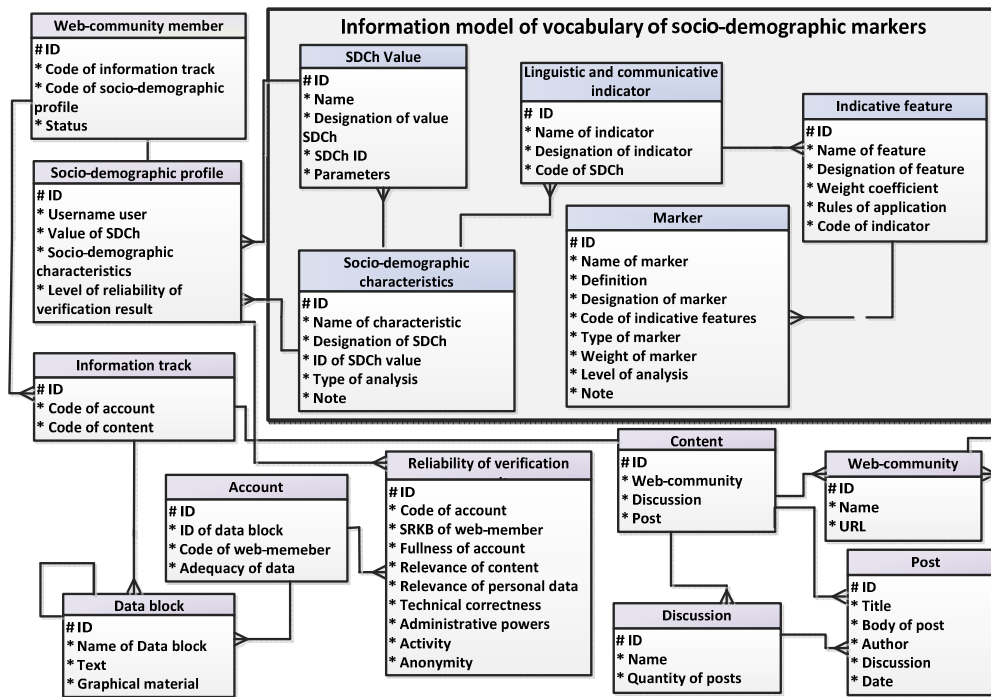 Information model of vocabulary of socio-demographic markers
Web-community member
# ID
* Code of information track
* Code of socio-demographic
profile
* Status
Socio-demographic profile
# ID
* Username user
* Value of SDCh
* Socio-demographic
characteristics
* Level of reliability of
verification result
SDCh Value
# ID
* Name
* Designation of value
SDCh
* SDCh ID
* Parameters
Linguistic and communicative
indicator
# ID
* Name of indicator
* Designation of indicator
* Code of SDCh
Indicative feature
# ID
* Name of feature
* Designation of feature
* Weight coefficient
* Rules of application
* Code of indicator
Socio-demographic
characteristics
# ID
* Name of characteristic
* Designation of SDCh
* ID of SDCh value
* Type of analysis
* Note
Marker
# ID
* Name of marker
* Definition
* Designation of marker
* Code of indicative features
* Type of marker
* Weight of marker
* Level of analysis
* Note
Information track
# ID
* Code of account
* Code of content
Account
# ID
* ID of data block
* Code of web-memeber
* Adequacy of data
Data block
# ID
* Name of Data block
* Text
* Graphical material
Reliability of verification
# ID
* Code of account
* SRKB of web-member
* Fullness of account
* Relevance of content
* Relevance of personal data
* Technical correctness
* Administrative powers
* Activity
* Anonymity
Content
# ID
* Web-community
* Discussion
* Post
Web-community
# ID
* Name
* URL
Discussion
# ID
* Name
* Quantity of posts
Post
# ID
* Title
* Body of post
* Author
* Discussion
* Date